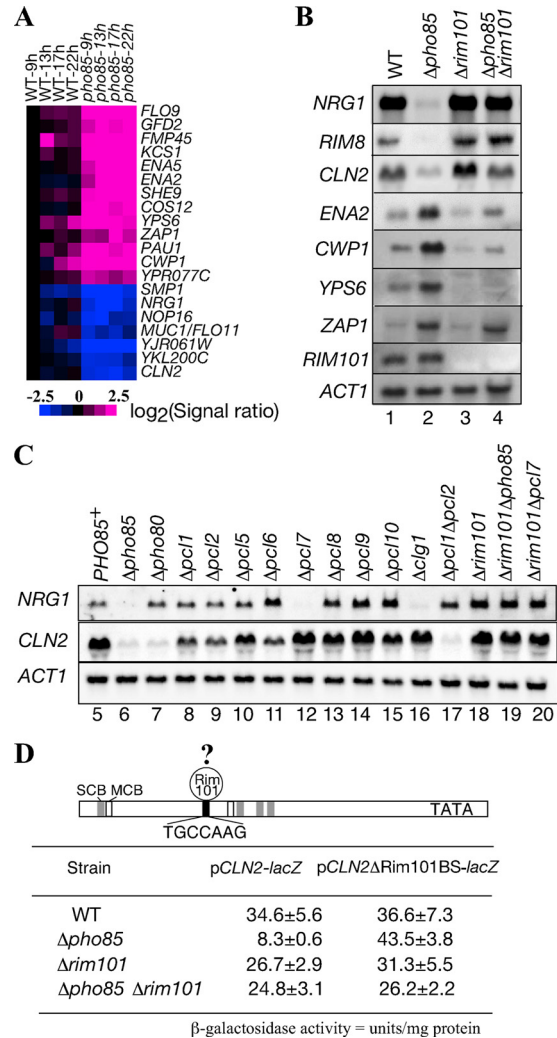 A
WT-9h
WT-13h
WT-17h
WT-22h
pho85-9h
pho85-13h
pho85-17h
pho85-22h
FLO9
GFD2
FMP45
KCS1
ENA5
ENA2
SHE9
COS12
YPS6
ZAP1
PAU1
CWP1
YPR077C
SMP1
NRG1
NOP16
MUC1/FLO11
YJR061W
YKL200C
CLN2
-2.5 0 2.5
log2(Signal ratio)
B
WT
Δpho85
Δrim101
Δpho85 Δrim101
NRG1
RIM8
CLN2
ENA2
CWP1
YPS6
ZAP1
RIM101
ACT1
1 2 3 4
C
PHO85+
Δpho85
Δpho80
Δpcl1
Δpcl2
Δpcl5
Δpcl6
Δpcl7
Δpcl8
Δpcl9
Δpcl10
Δclg1
Δpcl1Δpcl2
Δrim101
Δrim101Δpho85
Δrim101Δpcl7
NRG1
CLN2
ACT1
5 6 7 8 9 10 11 12 13 14 15 16 17 18 19 20
D
?
Rim
101
SCB MCB
TATA
TGCCAAG
Strain pCLN2-lacZ pCLN2ΔRim101BS-lacZ
WT 34.6±5.6 36.6±7.3
Δpho85 8.3±0.6 43.5±3.8
Δrim101 26.7±2.9 31.3±5.5
Δpho85 Δrim101 24.8±3.1 26.2±2.2
β-galactosidase activity = units/mg protein